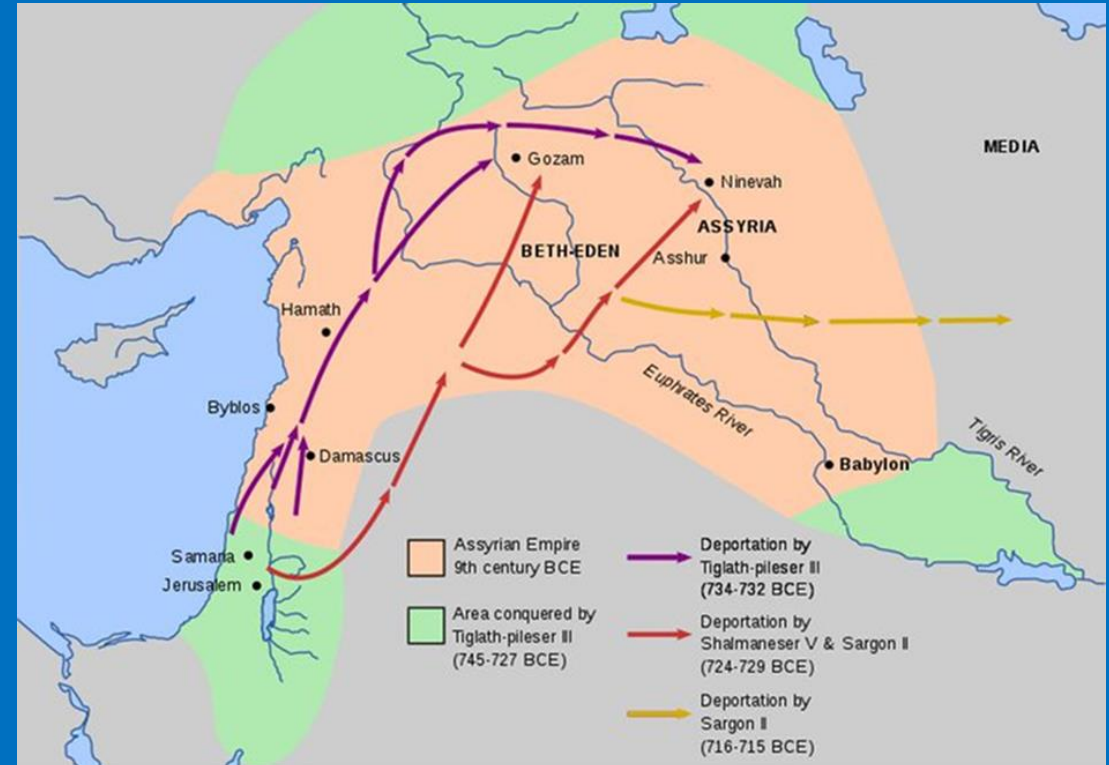 MEDIA
Gozam
Ninevah
ASSYRIA
BETH-EDEN
Asshur
Hamath
Euphrates River
Byblos
Tigris River
Damascus
Babylon
Samaria
Jerusalem
Assyrian Empire
9th century BCE
Area conquered by
Tiglath-pileser III
(745-727 BCE)
Deportation by
Tiglath-pileser III
(734-732 BCE)
Deportation by
Shalmaneser V & Sargon II
(724-729 BCE)
Deportation by
Sargon II
(716-715 BCE)